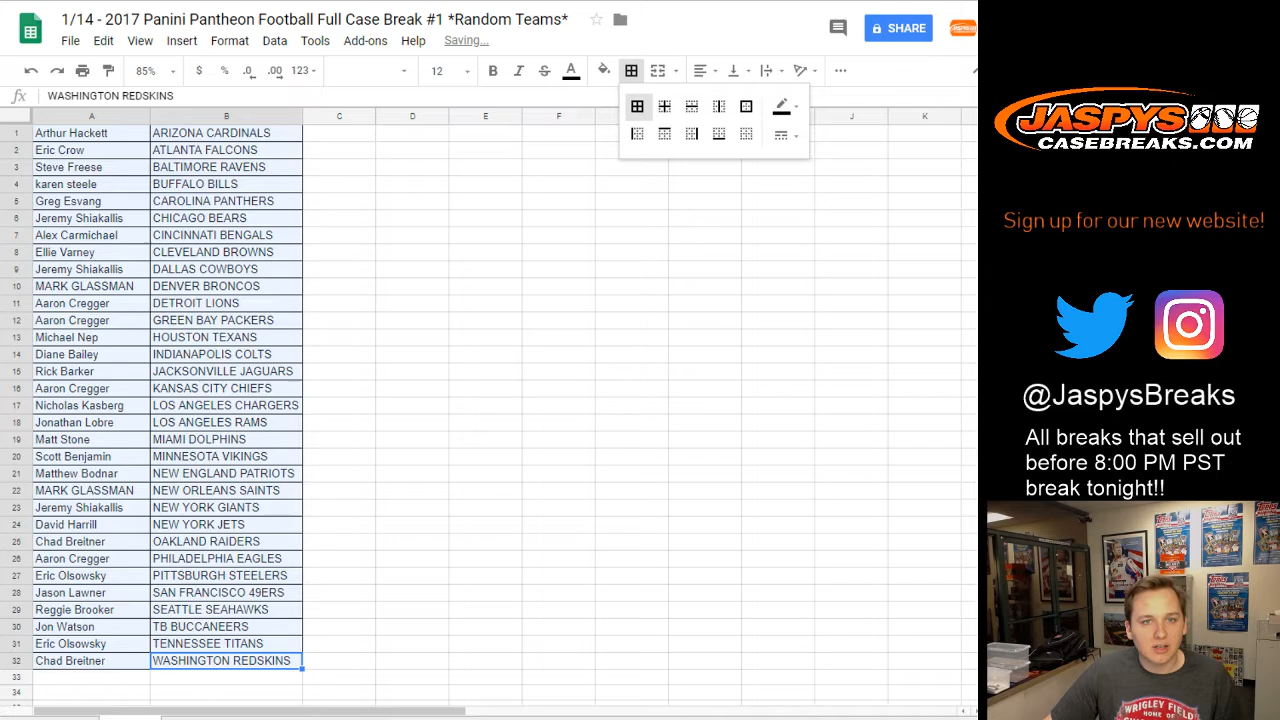 1/14 - 2017 Panini Pantheon Football Full Case Break #1 *Random Teams*
File Edit View Insert Format Data Tools Add-ons Help Saving...
SHARE
85% $ % .0 .00 123 12 B I S A
fx WASHINGTON REDSKINS
A B C D E F J K
1 Arthur Hackett ARIZONA CARDINALS
2 Eric Crow ATLANTA FALCONS
3 Steve Freese BALTIMORE RAVENS
4 karen steele BUFFALO BILLS
5 Greg Esvang CAROLINA PANTHERS
6 Jeremy Shiakallis CHICAGO BEARS
7 Alex Carmichael CINCINNATI BENGALS
8 Ellie Varney CLEVELAND BROWNS
9 Jeremy Shiakallis DALLAS COWBOYS
10 MARK GLASSMAN DENVER BRONCOS
11 Aaron Cregger DETROIT LIONS
12 Aaron Cregger GREEN BAY PACKERS
13 Michael Nep HOUSTON TEXANS
14 Diane Bailey INDIANAPOLIS COLTS
15 Rick Barker JACKSONVILLE JAGUARS
16 Aaron Cregger KANSAS CITY CHIEFS
17 Nicholas Kasberg LOS ANGELES CHARGERS
18 Jonathan Lobre LOS ANGELES RAMS
19 Matt Stone MIAMI DOLPHINS
20 Scott Benjamin MINNESOTA VIKINGS
21 Matthew Bodnar NEW ENGLAND PATRIOTS
22 MARK GLASSMAN NEW ORLEANS SAINTS
23 Jeremy Shiakallis NEW YORK GIANTS
24 David Harrill NEW YORK JETS
25 Chad Breitner OAKLAND RAIDERS
26 Aaron Cregger PHILADELPHIA EAGLES
27 Eric Olsowsky PITTSBURGH STEELERS
28 Jason Lawner SAN FRANCISCO 49ERS
29 Reggie Brooker SEATTLE SEAHAWKS
30 Jon Watson TB BUCCANEERS
31 Eric Olsowsky TENNESSEE TITANS
32 Chad Breitner WASHINGTON REDSKINS
33
34
JASPYS
CASEBREAKS.COM
Sign up for our new website!
@JaspysBreaks
All breaks that sell out
before 8:00 PM PST
break tonight!!
WRIGLEY FIELD
HOME OF